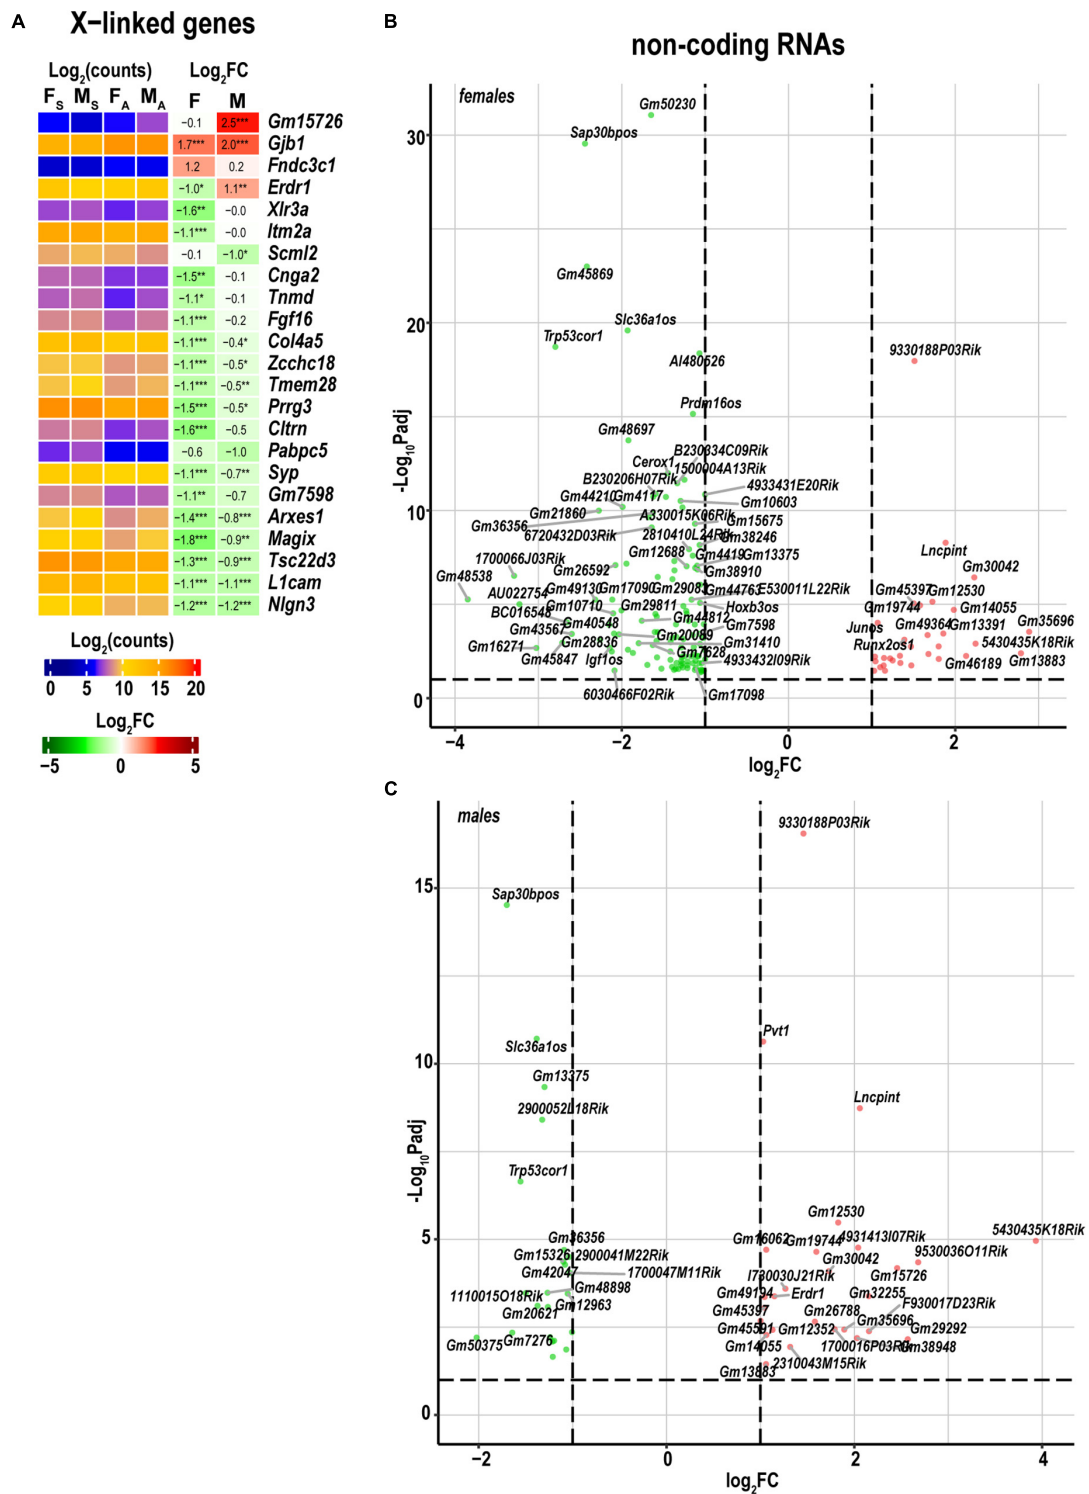 A
X–linked genes
Log2(counts) Log2FC
FS MS FA MA F M
−0.1 2.5*** Gm15726
1.7*** 2.0*** Gjb1
1.2 0.2 Fndc3c1
−1.0* 1.1** Erdr1
−1.6** −0.0 Xlr3a
−1.1*** −0.0 Itm2a
−0.1 −1.0* Scml2
−1.5** −0.1 Cnga2
−1.1* −0.1 Tnmd
−1.1*** −0.2 Fgf16
−1.1*** −0.4* Col4a5
−1.1*** −0.5* Zcchc18
−1.1*** −0.5** Tmem28
−1.5*** −0.5* Prrg3
−1.6*** −0.5 Cltrn
−0.6 −1.0 Pabpc5
−1.1*** −0.7** Syp
−1.1** −0.7 Gm7598
−1.4*** −0.8*** Arxes1
−1.8*** −0.9** Magix
−1.3*** −0.9*** Tsc22d3
−1.1*** −1.1*** L1cam
−1.2*** −1.2*** Nlgn3
Log2(counts)
0 5 10 15 20
Log2FC
−5 0 5
B
non-coding RNAs
females
Gm50230
30
Sap30bpos
Gm45869
20
Slc36a1os
Trp53cor1
9330188P03Rik
AI480526
Prdm16os
Gm48697
B230334C09Rik
Cerox1
1500004A13Rik
B230206H07Rik
4933431E20Rik
Gm44210 Gm4117
Gm10603
10
Gm21860
A330015K06Rik
Gm15675
Gm36356
6720432D03Rik
2810410L24Rik
Gm38246
Gm12688
Gm4419
Gm13375
Lncpint
1700066J03Rik
Gm26592
Gm38910
Gm30042
Gm48538
AU022754
Gm49130
Gm17090
Gm5083
Gm44763
E530011L22Rik
Gm45397
Gm12530
BC016548
Gm10710
Gm29811
Hoxb3os
Gm19744
Gm14055
Gm43567
Gm40548
Gm44812
Gm7598
Junos
Gm49364
Gm13391
Gm35696
Gm16271
Gm28836
Gm20089
Gm31410
Runx2os1
5430435K18Rik
Gm45847
Igf1os
Gm7628
4933432I09Rik
Gm46189
Gm13883
6030466F02Rik
Gm17098
0
-Log10Padj
−4 −2 0 2
log2FC
C
males
9330188P03Rik
15
Sap30bpos
Slc36a1os
Pvt1
10
Gm13375
Lncpint
2900052L18Rik
Trp53cor1
-Log10Padj
Gm12530
5
Gm36356
Gm16062
Gm19744
4931413I07Rik
5430435K18Rik
Gm15326
2900041M22Rik
Gm30042
9530036O11Rik
Gm42047
1700047M11Rik
I730030J21Rik
Gm15726
1110015O18Rik
Gm48898
Gm49194
Erdr1
Gm32255
Gm20621
Gm12963
Gm45397
Gm26788
F930017D23Rik
Gm45591
Gm12352
Gm35696
Gm29292
Gm50375
Gm7276
Gm14055
1700016P03Rik
Gm38948
Gm13883
2310043M15Rik
0
−2 0 2 4
log2FC